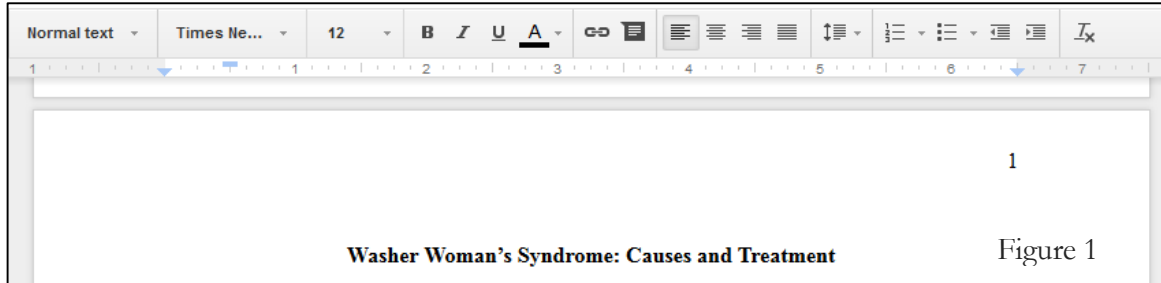 Normal text Times Ne... 12 B I U A
1 1 2 3 4 5 6 7
1
Washer Woman's Syndrome: Causes and Treatment
Figure 1